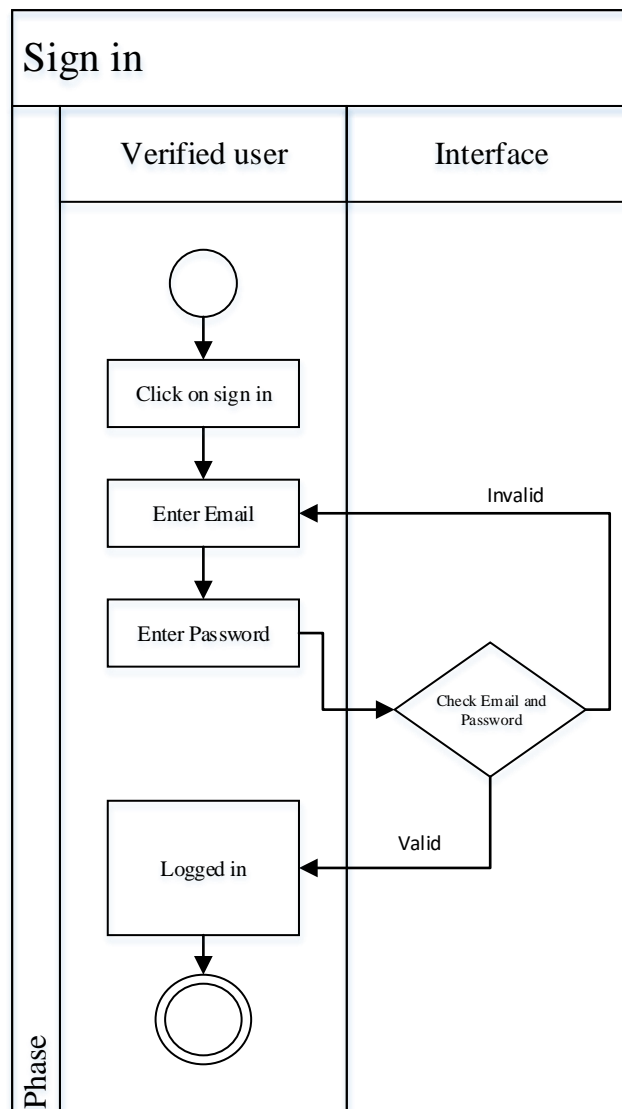 Sign in
Verified user
Interface
Click on sign in
Enter Email
Invalid
Enter Password
Check Email and
Password
Valid
Logged in
Phase